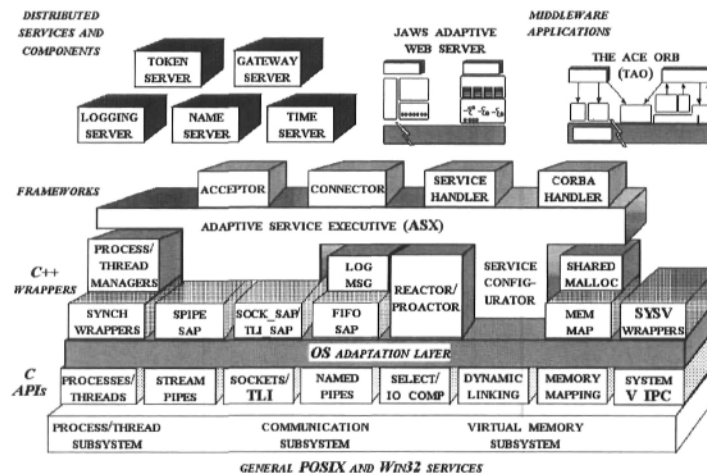 DISTRIBUTED
SERVICES AND
COMPONENTS
JAWS ADAPTIVE
WEB SERVER
MIDDLEWARE
APPLICATIONS
THE ACE ORB
(TAO)
TOKEN
SERVER
GATEWAY
SERVER
LOGGING
SERVER
NAME
SERVER
TIME
SERVER
FRAMEWORKS
ACCEPTOR
CONNECTOR
SERVICE
HANDLER
CORBA
HANDLER
ADAPTIVE SERVICE EXECUTIVE (ASX)
C++
WRAPPERS
PROCESS/
THREAD
MANAGERS
LOG
MSG
REACTOR/
PROACTOR
SERVICE
CONFIG-
URATOR
SHARED
MALLOC
SYNCH
WRAPPERS
SPIPE
SAP
SOCK_SAP/
TLI_SAP
FIFO
SAP
MEM
MAP
SYSV
WRAPPERS
OS ADAPTATION LAYER
C
APIS
PROCESSES/
THREADS
STREAM
PIPES
SOCKETS/
TLI
NAMED
PIPES
SELECT/
IO COMP
DYNAMIC
LINKING
MEMORY
MAPPING
SYSTEM
V IPC
PROCESS/THREAD
SUBSYSTEM
COMMUNICATION
SUBSYSTEM
VIRTUAL MEMORY
SUBSYSTEM
GENERAL POSIX AND WIN32 SERVICES